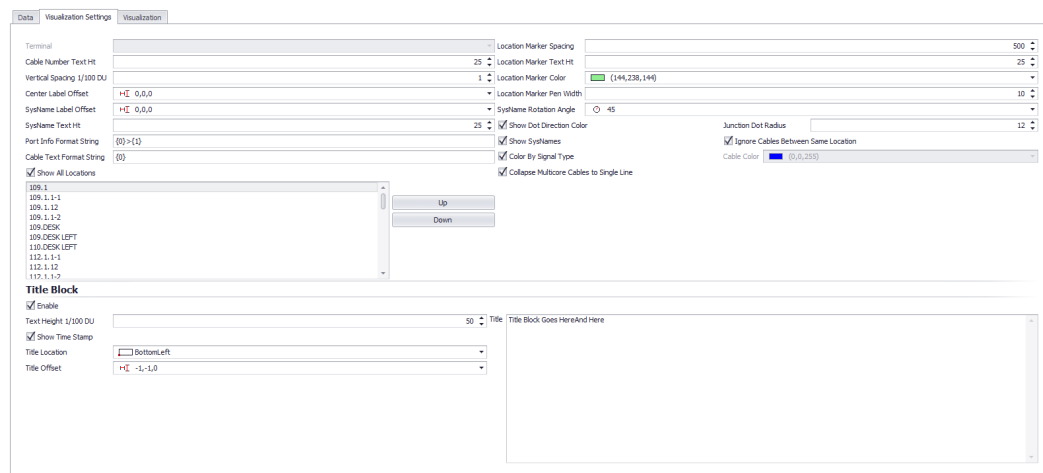 Data Visualization Settings Visualization
Terminal
Location Marker Spacing 500
Cable Number Text Ht 25
Location Marker Text Ht 25
Vertical Spacing 1/100 DU 1
Location Marker Color (144,238,144)
Center Label Offset 0,0,0
Location Marker Pen Width 10
SysName Label Offset 0,0,0
SysName Rotation Angle 45
SysName Text Ht 25
Show Dot Direction Color
Junction Dot Radius 12
Port Info Format String {0}>{1}
Show SysNames
Ignore Cables Between Same Location
Cable Text Format String {0}
Color By Signal Type
Cable Color (0,0,255)
Show All Locations
Collapse Multicore Cables to Single Line
109.1
109.1.1-1
109.1.12
109.1.1-2
109.DESK
109.DESK LEFT
110.DESK LEFT
112.1.1-1
112.1.12
112.1.1-2
Up
Down
Title Block
Enable
Text Height 1/100 DU 50
Title Title Block Goes HereAnd Here
Show Time Stamp
Title Location BottomLeft
Title Offset -1,-1,0